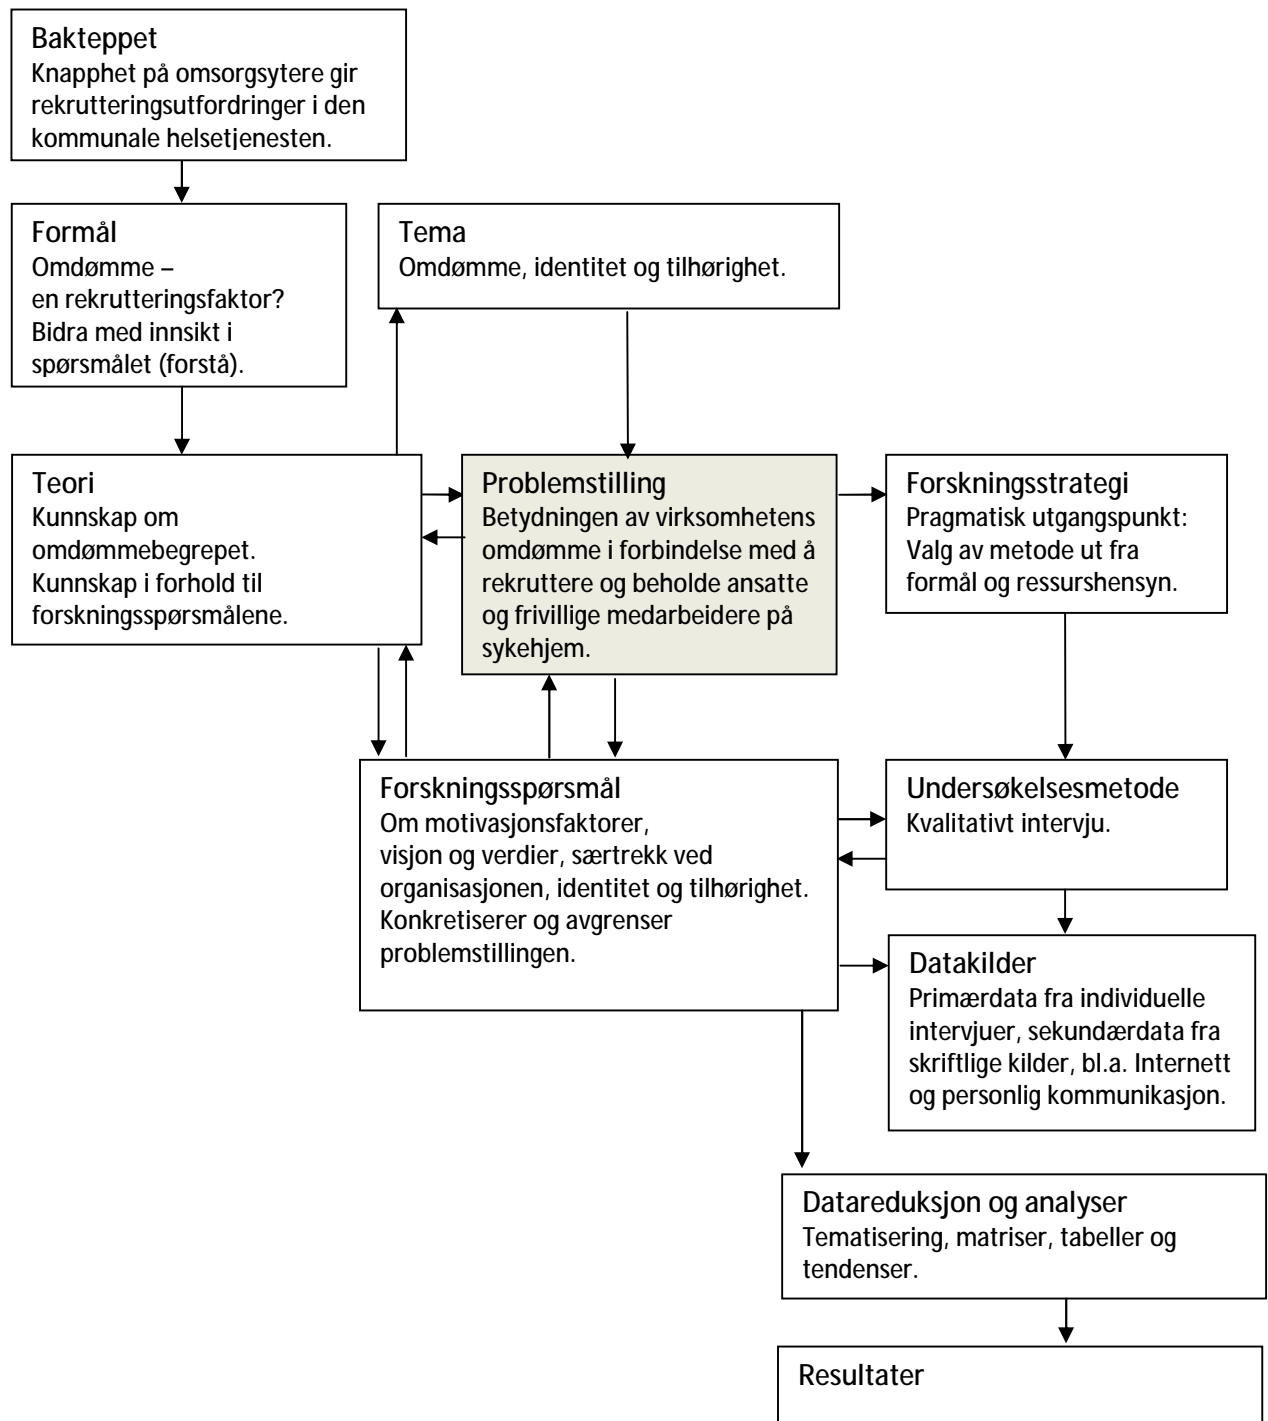 Bakteppet
Knapphet på omsorgsytere gir
rekrutteringsutfordringer i den
kommunale helsetjenesten.
Formål
Omdømme –
en rekrutteringsfaktor?
Bidra med innsikt i
spørsmålet (forstå).
Tema
Omdømme, identitet og tilhørighet.
Teori
Kunnskap om
omdømmebegrepet.
Kunnskap i forhold til
forskningsspørsmålene.
Problemstilling
Betydningen av virksomhetens
omdømme i forbindelse med å
rekruttere og beholde ansatte
og frivillige medarbeidere på
sykehjem.
Forskningsstrategi
Pragmatisk utgangspunkt:
Valg av metode ut fra
formål og ressurshensyn.
Forskningsspørsmål
Om motivasjonsfaktorer,
visjon og verdier, særtrekk ved
organisasjonen, identitet og tilhørighet.
Konkretiserer og avgrenser
problemstillingen.
Undersøkelsesmetode
Kvalitativt intervju.
Datakilder
Primærdata fra individuelle
intervjuer, sekundærdata fra
skriftlige kilder, bl.a. Internett
og personlig kommunikasjon.
Datareduksjon og analyser
Tematisering, matriser, tabeller og
tendenser.
Resultater